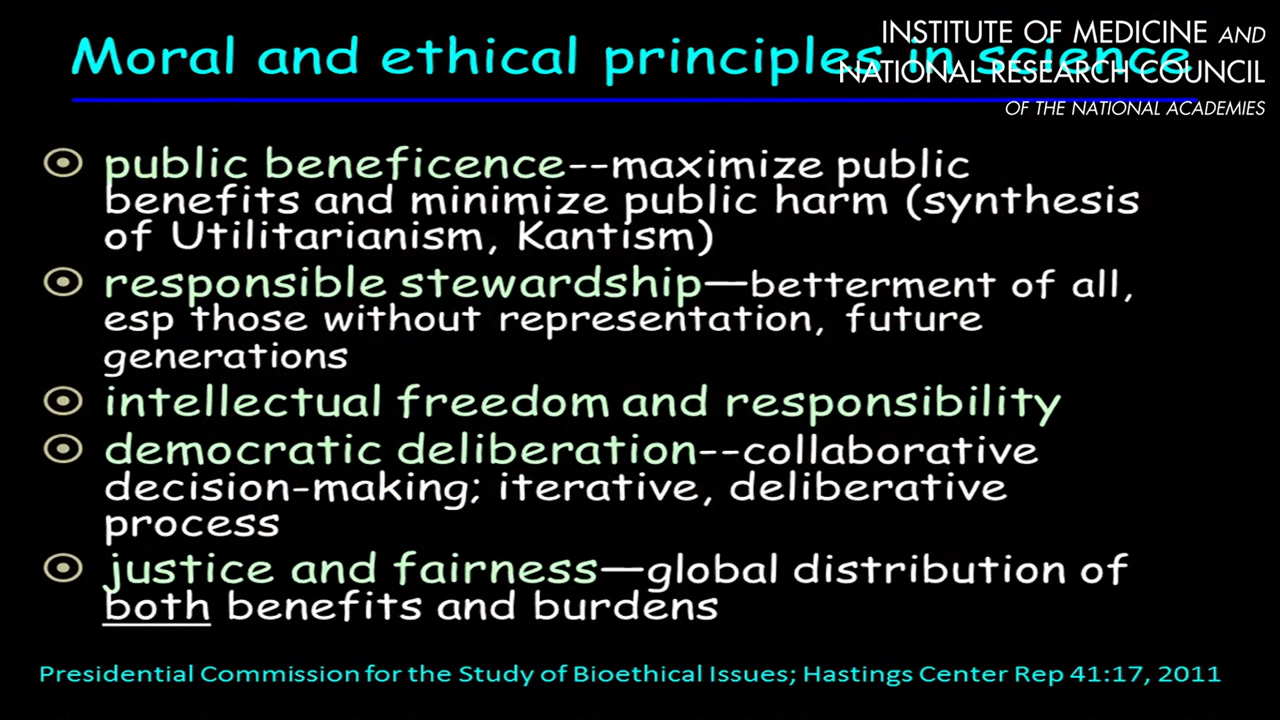 Moral and ethical principles in science
INSTITUTE OF MEDICINE AND
NATIONAL RESEARCH COUNCIL
OF THE NATIONAL ACADEMIES
public beneficence--maximize public
benefits and minimize public harm (synthesis
of Utilitarianism, Kantism)
responsible stewardship—betterment of all,
esp those without representation, future
generations
intellectual freedom and responsibility
democratic deliberation--collaborative
decision-making; iterative, deliberative
process
justice and fairness—global distribution of
both benefits and burdens
Presidential Commission for the Study of Bioethical Issues; Hastings Center Rep 41:17, 2011